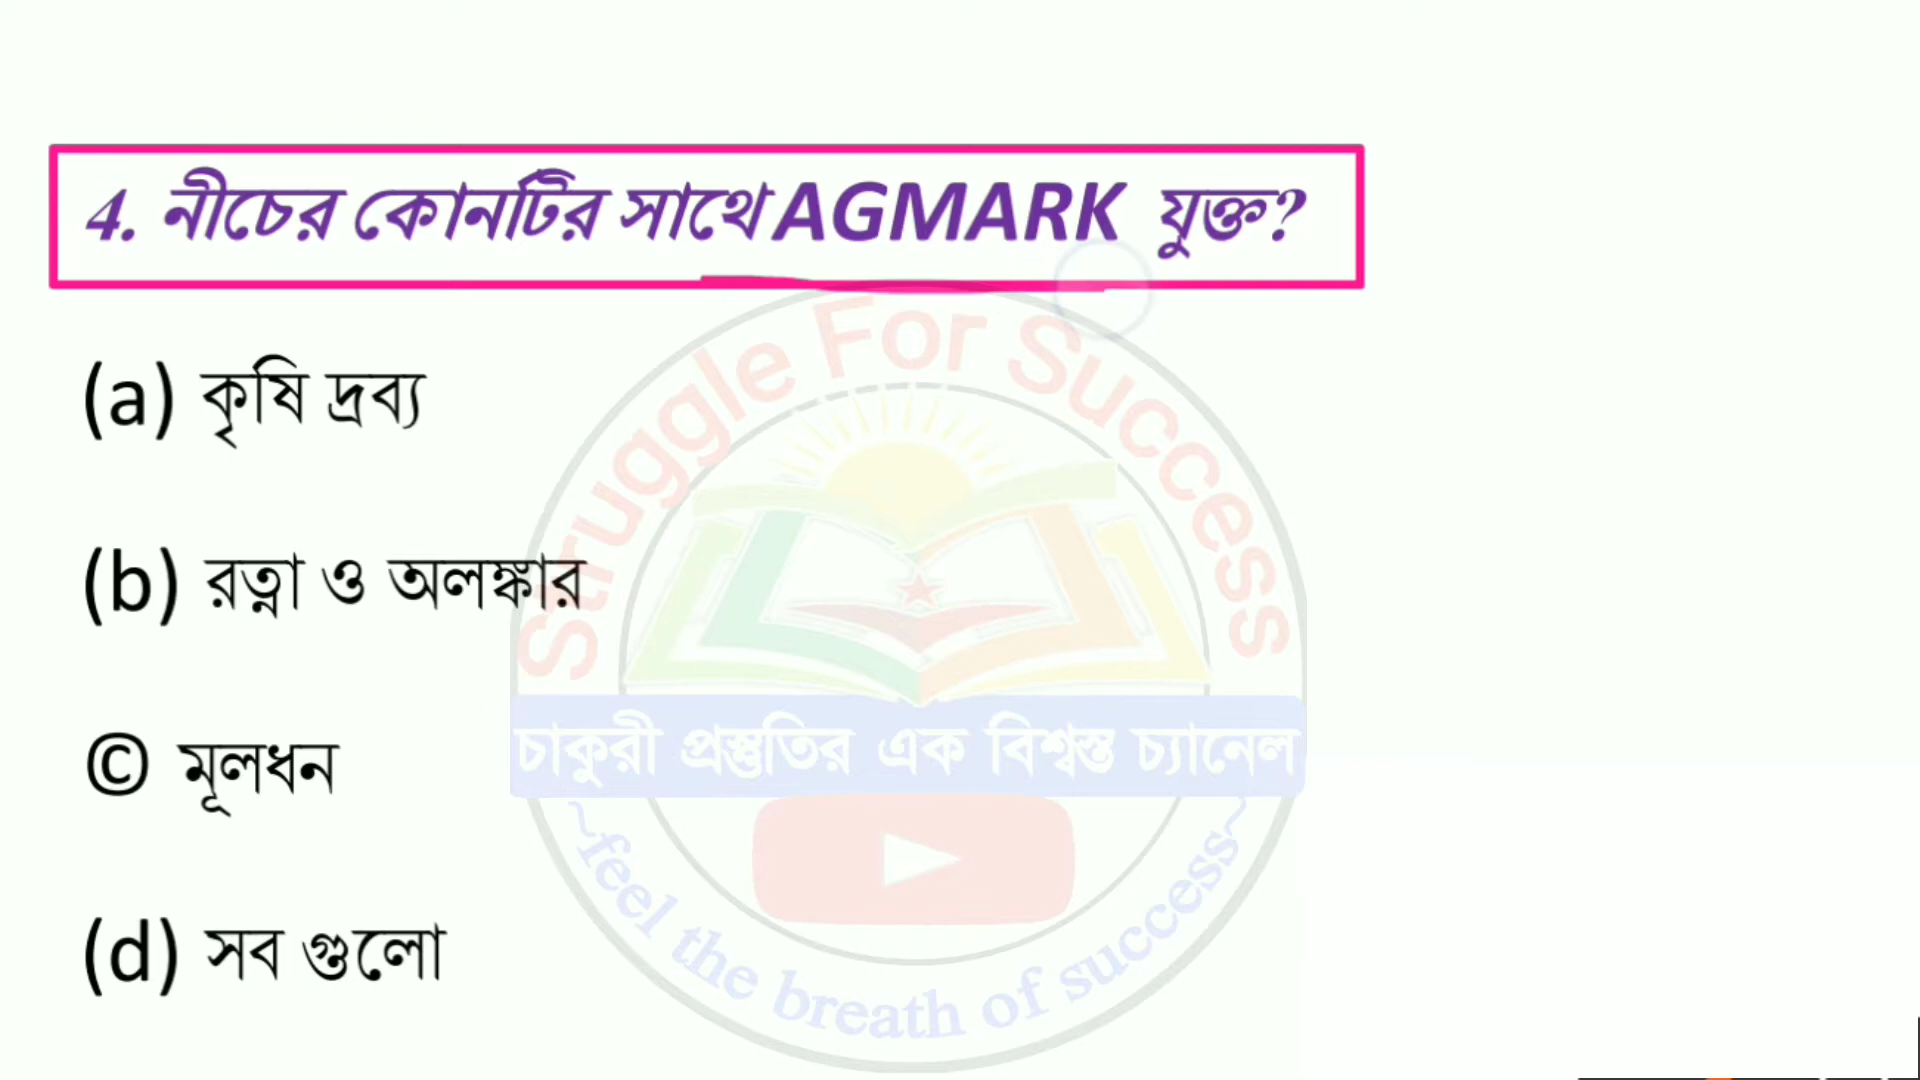 4. নীচের কোনটির সাথে AGMARK যুক্ত?
(a) কৃষি দ্রব্য
(b) রত্না ও অলঙ্কার
© মূলধন
(d) সব গুলো
Struggle For Success
চাকুরী প্রস্তুতির এক বিশ্বস্ত চ্যানেল
~feel the breath of success~